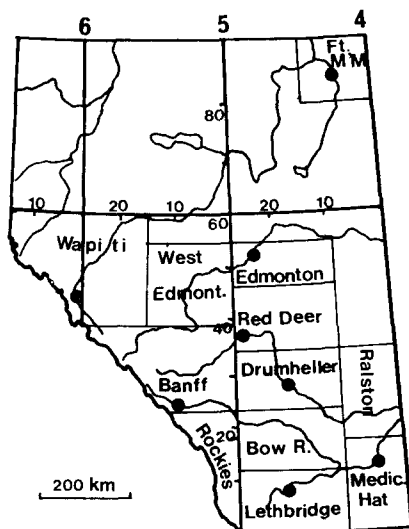 6 5 4
Ft.
M M
80
10 20 10 60 20 10
Wapiti
West
Edmont.
Edmonton
40
Red Deer
Drumheller
Ralston
Banff
20
Rockies
Bow R.
Medic.
Hat
Lethbridge
200 km